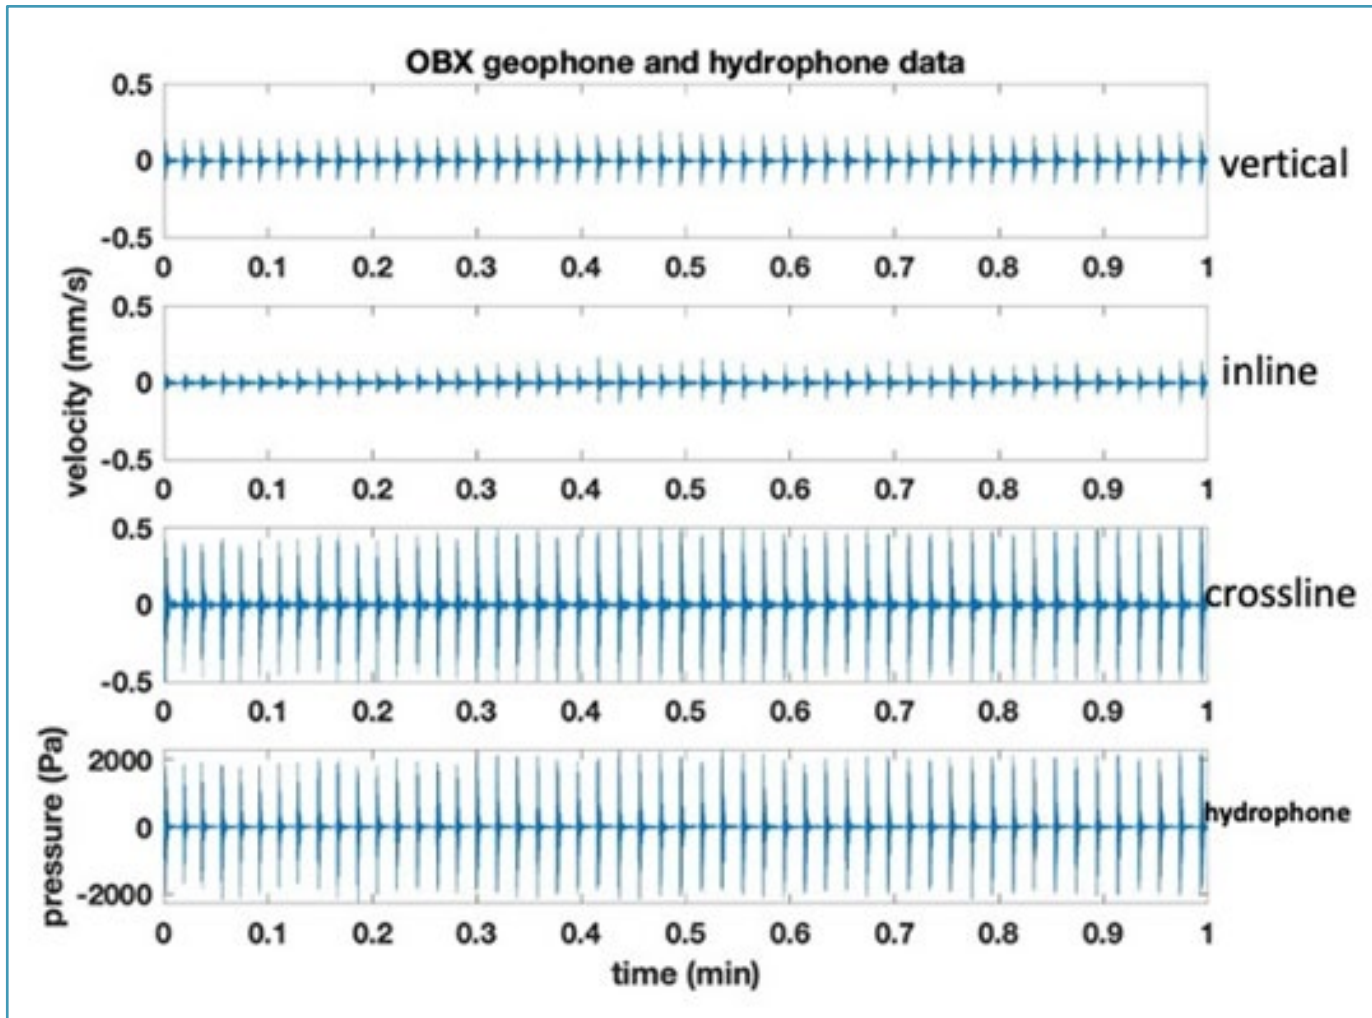 OBX geophone and hydrophone data
0.5
0
-0.5
vertical
0 0.1 0.2 0.3 0.4 0.5 0.6 0.7 0.8 0.9 1
velocity (mm/s)
0.5
0
-0.5
inline
0 0.1 0.2 0.3 0.4 0.5 0.6 0.7 0.8 0.9 1
0.5
0
-0.5
crossline
0 0.1 0.2 0.3 0.4 0.5 0.6 0.7 0.8 0.9 1
pressure (Pa)
2000
0
-2000
hydrophone
0 0.1 0.2 0.3 0.4 0.5 0.6 0.7 0.8 0.9 1
time (min)